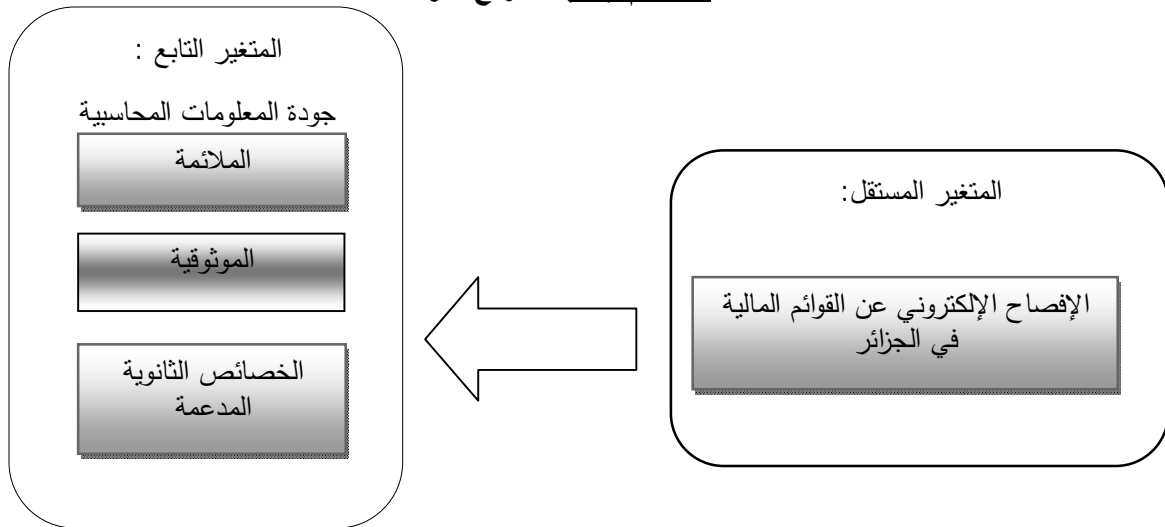 المتغير التابع :
جودة المعلومات المحاسبية
الملائمة
الموثوقية
الخصائص الثانوية
المدعمة
المتغير المستقل:
الإفصاح الإلكتروني عن القوائم المالية
في الجزائر